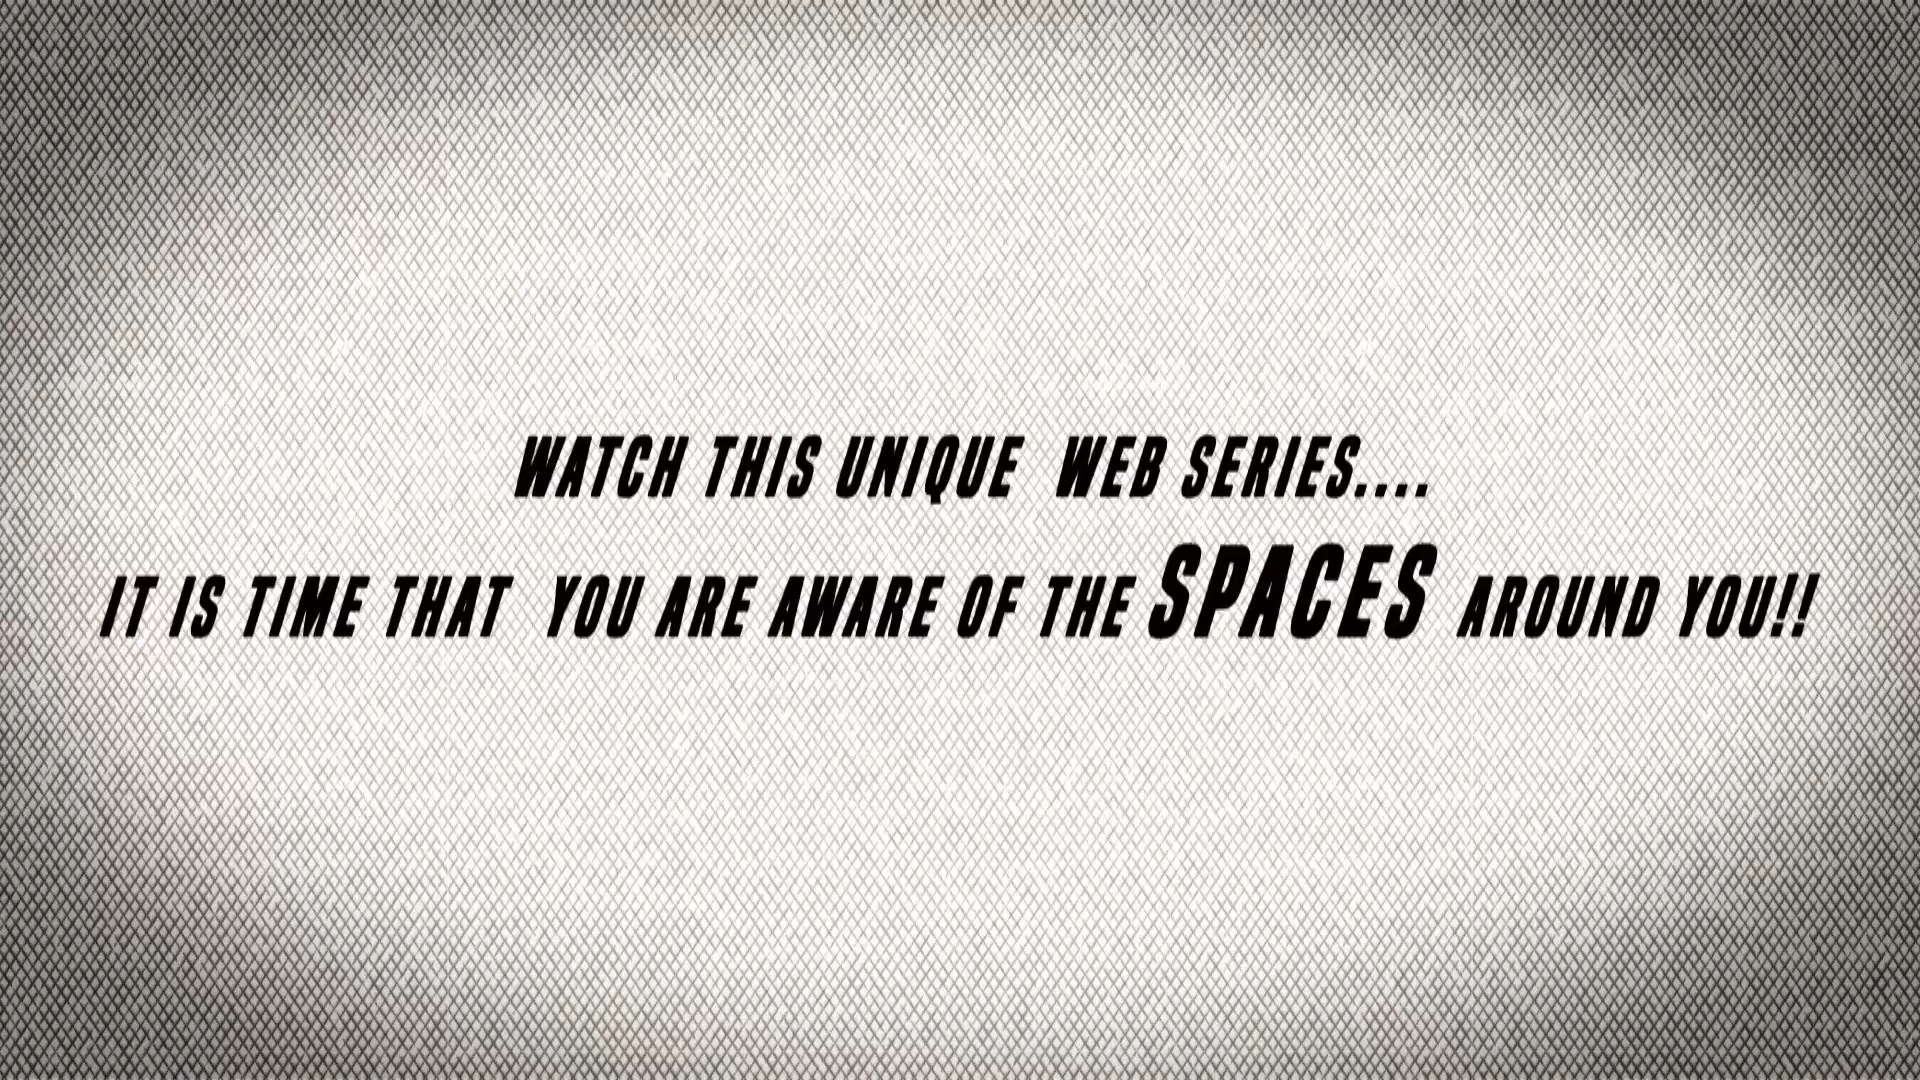 WATCH THIS UNIQUE WEB SERIES....
IT IS TIME THAT YOU ARE AWARE OF THE SPACES AROUND YOU!!